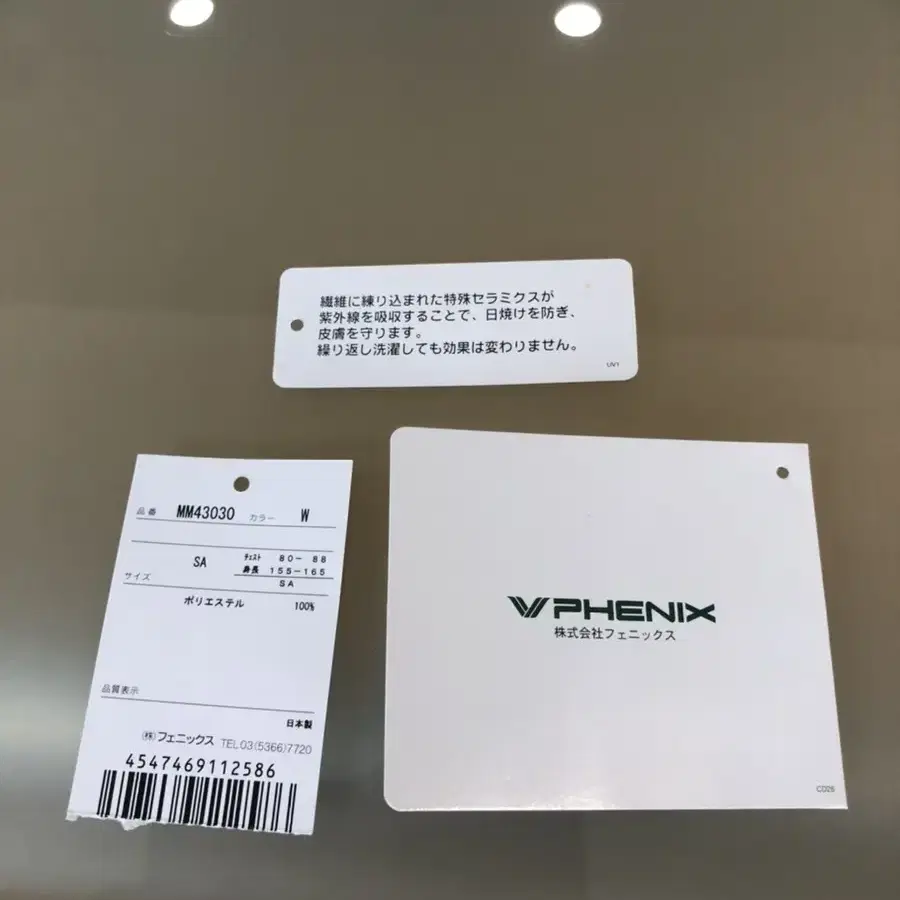 繊維に練り込まれた特殊セラミクスが
紫外線を吸収することで、日焼けを防ぎ、
皮膚を守ります。
繰り返し洗濯しても効果は変わりません。
UV1
品番 MM43030 カラー W
サイズ SA チェスト 80-88
身長 155-165
SA
ポリエステル 100%
品質表示
日本製
㈱フェニックス TEL03(5366)7720
4547469112586
PHENIX
株式会社フェニックス
CD26